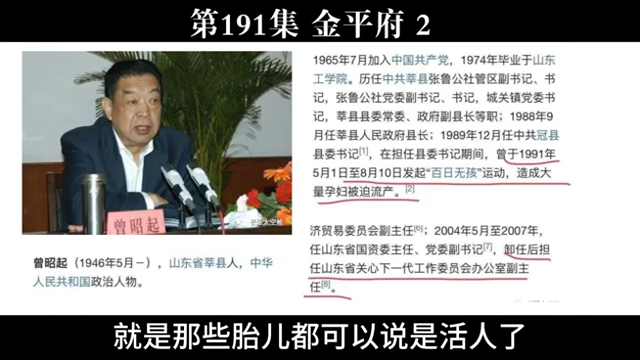 第191集 金平府 2
1965年7月加入中国共产党，1974年毕业于山东
工学院。历任中共莘县张鲁公社管区副书记、书
记，张鲁公社党委副书记、书记，城关镇党委书
记，莘县县委常委、政府副县长等职；1988年9
月任莘县人民政府县长；1989年12月任中共冠县
县委书记[1]，在担任县委书记期间，曾于1991年
5月1日至8月10日发起“百日无孩”运动，造成大
量孕妇被迫流产。[2]
曾昭起
曾昭起（1946年5月－），山东省莘县人，中华
人民共和国政治人物。
济贸易委员会副主任[6]；2004年5月至2007年，
任山东省国资委主任、党委副书记[7]，卸任后担
任山东省关心下一代工作委员会办公室副主
任[8]。
就是那些胎儿都可以说是活人了